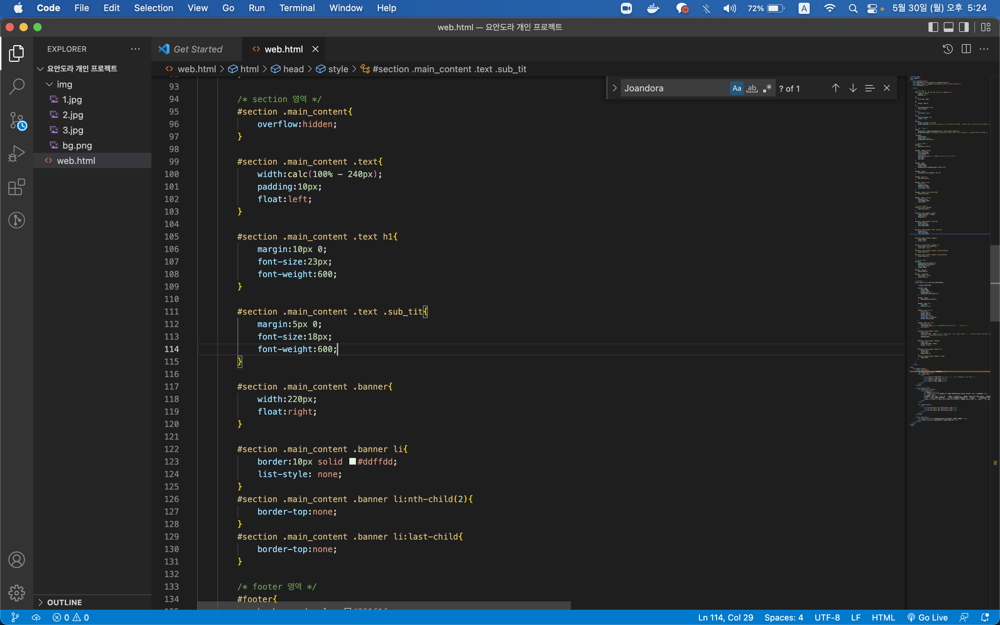 Code File Edit Selection View Go Run Terminal Window Help 72% A 5월 30일 (월) 오후 5:24
web.html — 요안도라 개인 프로젝트
EXPLORER
Get Started
web.html
요안도라 개인 프로젝트
img
1.jpg
2.jpg
3.jpg
bg.png
web.html
OUTLINE
web.html > html > head > style > #section .main_content .text .sub_tit
Joandora Aa ab .* ? of 1
93
94 /* section 영역 */
95 #section .main_content{
96 overflow:hidden;
97 }
98
99 #section .main_content .text{
100 width:calc(100% - 240px);
101 padding:10px;
102 float:left;
103 }
104
105 #section .main_content .text h1{
106 margin:10px 0;
107 font-size:23px;
108 font-weight:600;
109 }
110
111 #section .main_content .text .sub_tit{
112 margin:5px 0;
113 font-size:18px;
114 font-weight:600;
115 }
116
117 #section .main_content .banner{
118 width:220px;
119 float:right;
120 }
121
122 #section .main_content .banner li{
123 border:10px solid #ddffdd;
124 list-style: none;
125 }
126 #section .main_content .banner li:nth-child(2){
127 border-top:none;
128 }
129 #section .main_content .banner li:last-child{
130 border-top:none;
131 }
132
133 /* footer 영역 */
134 #footer{
0 0 Ln 114, Col 29 Spaces: 4 UTF-8 LF HTML Go Live